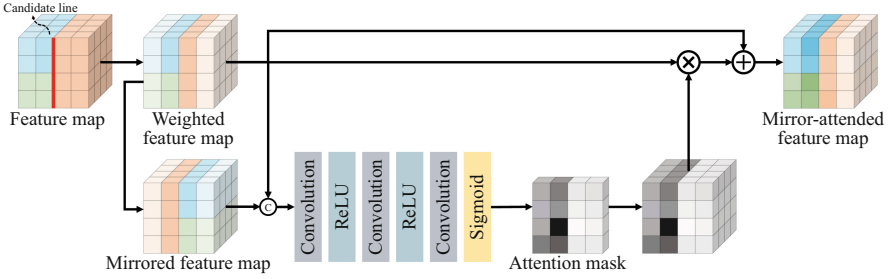 Candidate line
Feature map
Weighted
feature map
Mirror-attended
feature map
Mirrored feature map
C
Convolution
ReLU
Convolution
ReLU
Convolution
Sigmoid
Attention mask